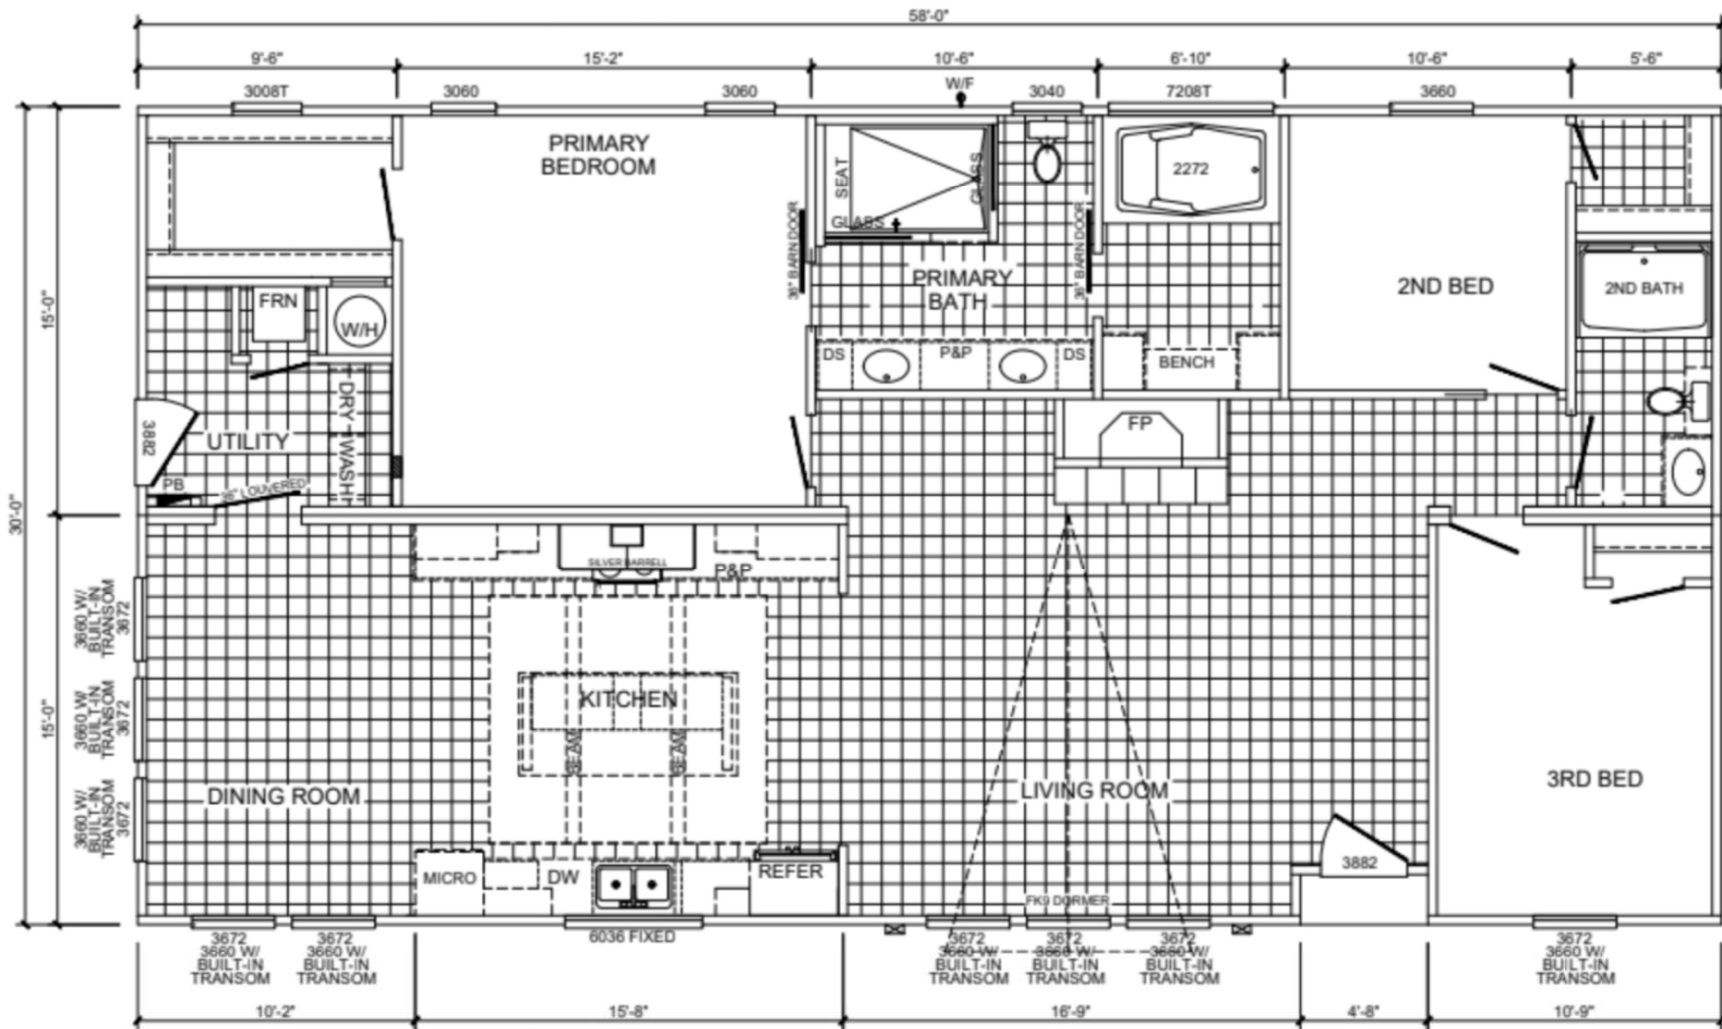 58'-0"
9'-6"
15'-2"
10'-6"
6'-10"
10'-6"
5'-6"
3008T
3060
3060
W/F
3040
7208T
3660
PRIMARY
BEDROOM
SEAT
GLASS
GLASS
2272
36" BARN DOOR
36" BARN DOOR
PRIMARY
BATH
2ND BED
2ND BATH
15'-0"
30'-0"
FRN
W/H
DS
P&P
DS
BENCH
DRY
WASH
UTILITY
3882
FP
PB
36" LOUVERED
SILVER BARRELL
P&P
3660 W/
BUILT-IN
TRANSOM
3672
3660 W/
BUILT-IN
TRANSOM
3672
3660 W/
BUILT-IN
TRANSOM
3672
15'-0"
KITCHEN
BEAM
BEAM
DINING ROOM
LIVING ROOM
3RD BED
MICRO
DW
REFER
3882
FK9 DORMER
3672
3660 W/
BUILT-IN
TRANSOM
3672
3660 W/
BUILT-IN
TRANSOM
6036 FIXED
3672
3660 W/
BUILT-IN
TRANSOM
3672
3660 W/
BUILT-IN
TRANSOM
3672
3660 W/
BUILT-IN
TRANSOM
3672
3660 W/
BUILT-IN
TRANSOM
10'-2"
15'-8"
16'-9"
4'-8"
10'-9"